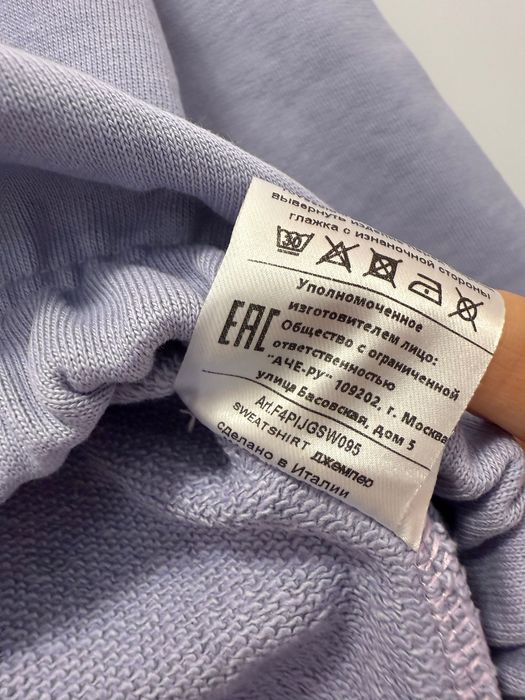 вывернуть
глажка с изнаночной стороны
30
Уполномоченное
изготовителем лицо:
EAC
Общество с ограниченной
ответственностью
"АЧЕ-РУ" 109202, г. Москва
улица Басовская, дом 5
Art.F4PIJGSW095
SWEATSHIRT джемпер
сделано в Италии